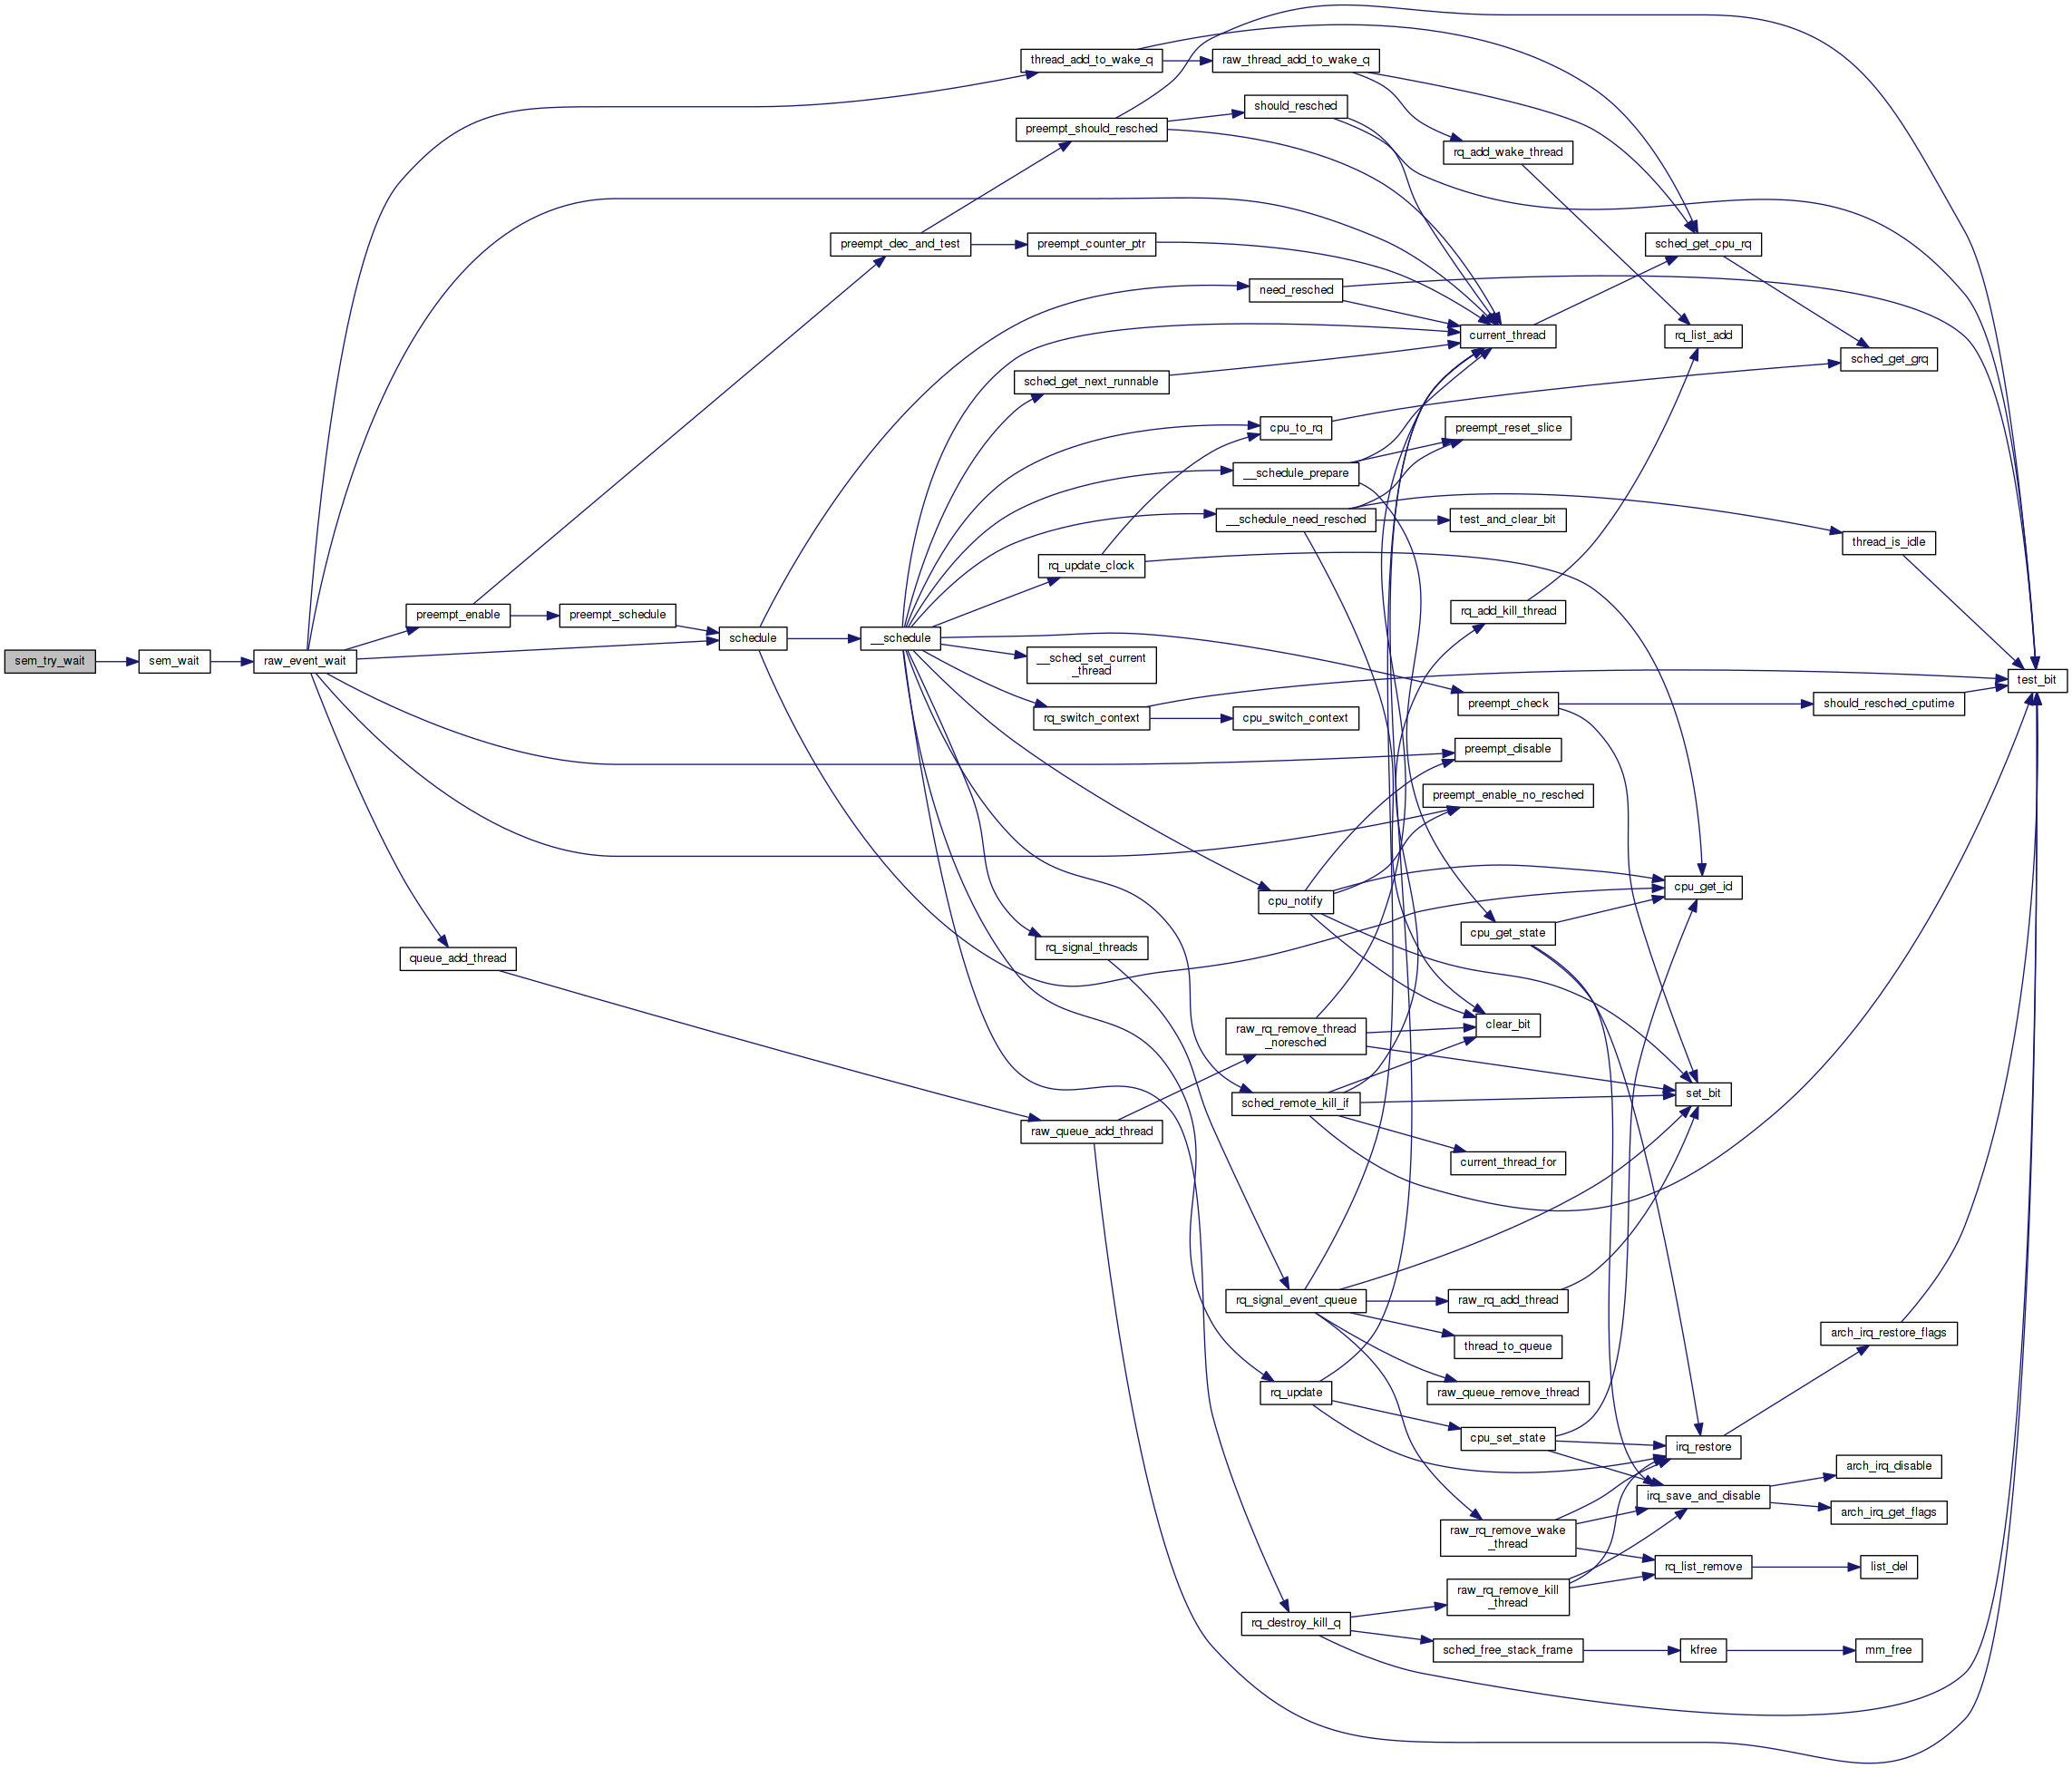 thread_add_to_wake_q
raw_thread_add_to_wake_q
should_resched
preempt_should_resched
rq_add_wake_thread
preempt_dec_and_test
preempt_counter_ptr
sched_get_cpu_rq
need_resched
current_thread
rq_list_add
sched_get_grq
sched_get_next_runnable
cpu_to_rq
preempt_reset_slice
__schedule_prepare
__schedule_need_resched
test_and_clear_bit
thread_is_idle
rq_update_clock
rq_add_kill_thread
preempt_enable
preempt_schedule
schedule
__schedule
sem_try_wait
sem_wait
raw_event_wait
__sched_set_current
_thread
test_bit
preempt_check
should_resched_cputime
rq_switch_context
cpu_switch_context
preempt_disable
preempt_enable_no_resched
cpu_get_id
cpu_notify
cpu_get_state
rq_signal_threads
queue_add_thread
clear_bit
raw_rq_remove_thread
_noresched
set_bit
sched_remote_kill_if
raw_queue_add_thread
current_thread_for
rq_signal_event_queue
raw_rq_add_thread
arch_irq_restore_flags
thread_to_queue
rq_update
raw_queue_remove_thread
cpu_set_state
irq_restore
arch_irq_disable
irq_save_and_disable
arch_irq_get_flags
raw_rq_remove_wake
_thread
rq_list_remove
list_del
raw_rq_remove_kill
_thread
rq_destroy_kill_q
sched_free_stack_frame
kfree
mm_free